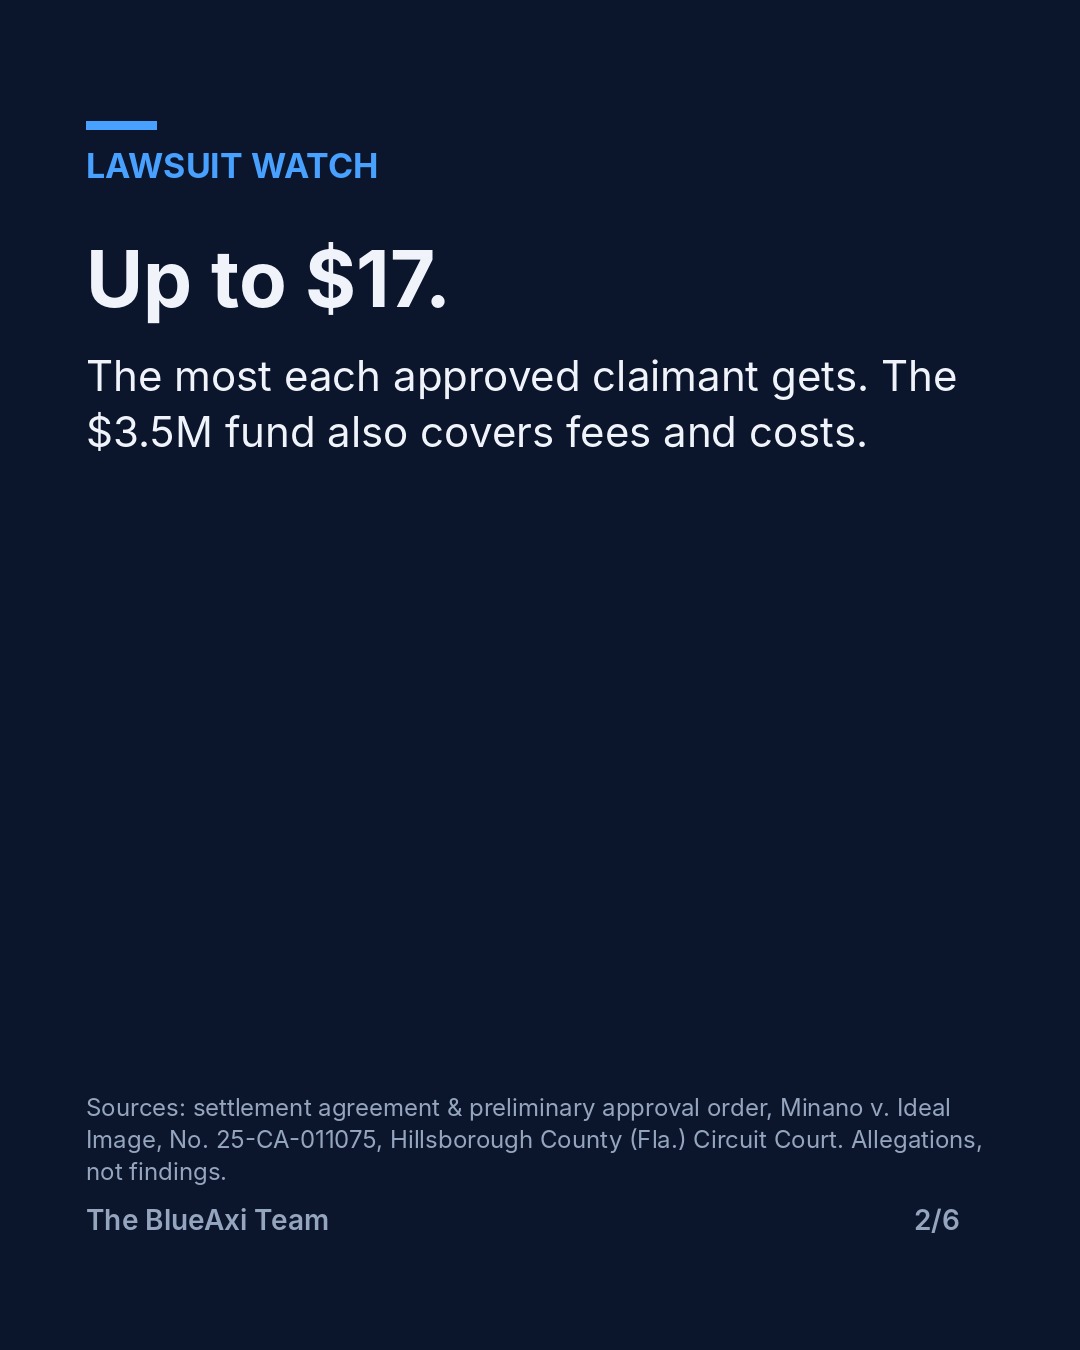 LAWSUIT WATCH
Up to $17.
The most each approved claimant gets. The
$3.5M fund also covers fees and costs.
Sources: settlement agreement & preliminary approval order, Minano v. Ideal
Image, No. 25-CA-011075, Hillsborough County (Fla.) Circuit Court. Allegations,
not findings.
The BlueAxi Team
2/6